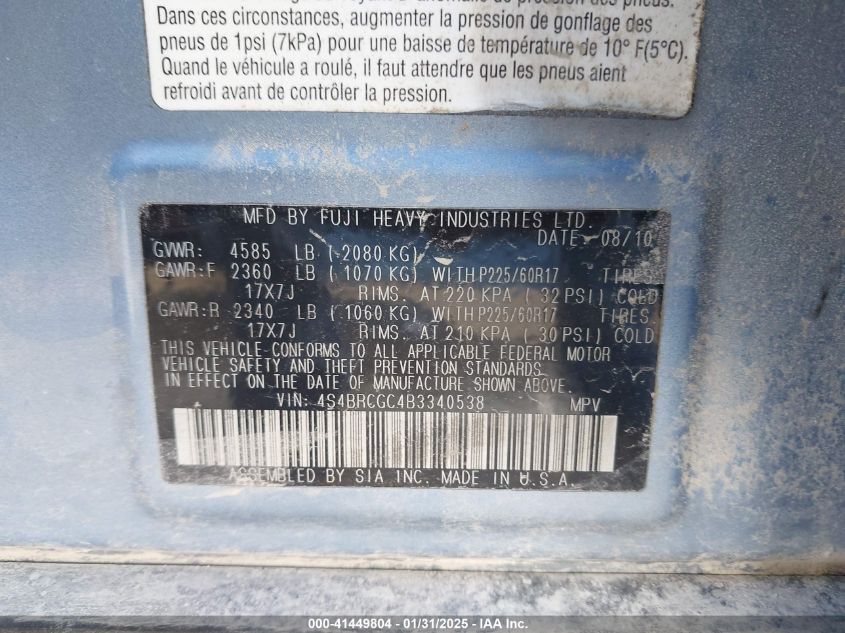 Dans ces circonstances, augmenter la pression de gonflage des
pneus de 1psi (7kPa) pour une baisse de température de 10° F(5°C).
Quand le véhicule a roulé, il faut attendre que les pneus aient
refroidi avant de contrôler la pression.
MFD BY FUJI HEAVY INDUSTRIES LTD
DATE: 08/10
GVWR: 4585 LB ( 2080 KG)
GAWR:F 2360 LB ( 1070 KG) WITH P225/60R17 TIRES
17X7J RIMS. AT 220 KPA ( 32 PSI) COLD
GAWR:R 2340 LB ( 1060 KG) WITH P225/60R17 TIRES
17X7J RIMS. AT 210 KPA ( 30 PSI) COLD
THIS VEHICLE CONFORMS TO ALL APPLICABLE FEDERAL MOTOR
VEHICLE SAFETY AND THEFT PREVENTION STANDARDS
IN EFFECT ON THE DATE OF MANUFACTURE SHOWN ABOVE.
VIN: 4S4BRCGC4B3340538 MPV
ASSEMBLED BY SIA INC. MADE IN U.S.A.
000-41449804 - 01/31/2025 - IAAI.com